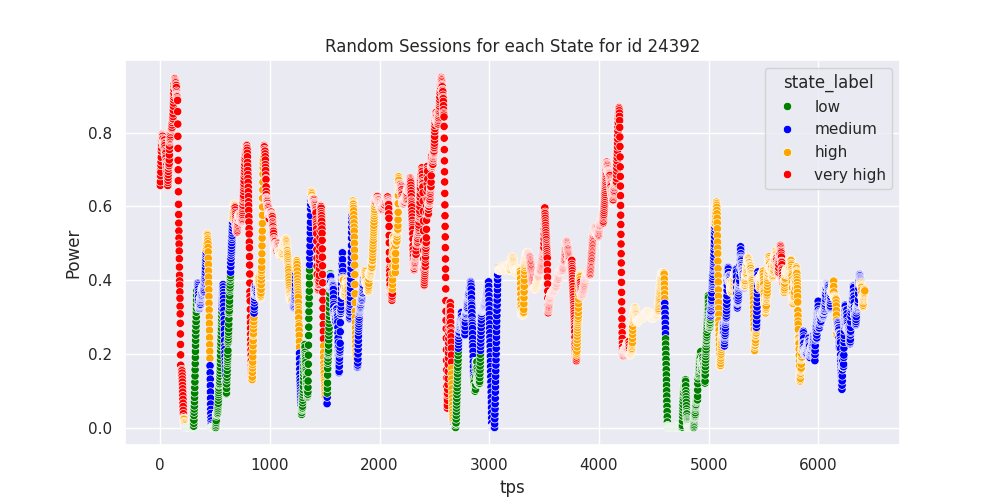 Random Sessions for each State for id 24392
state_label
low
medium
high
very high
Power
0.8
0.6
0.4
0.2
0.0
0 1000 2000 3000 4000 5000 6000
tps